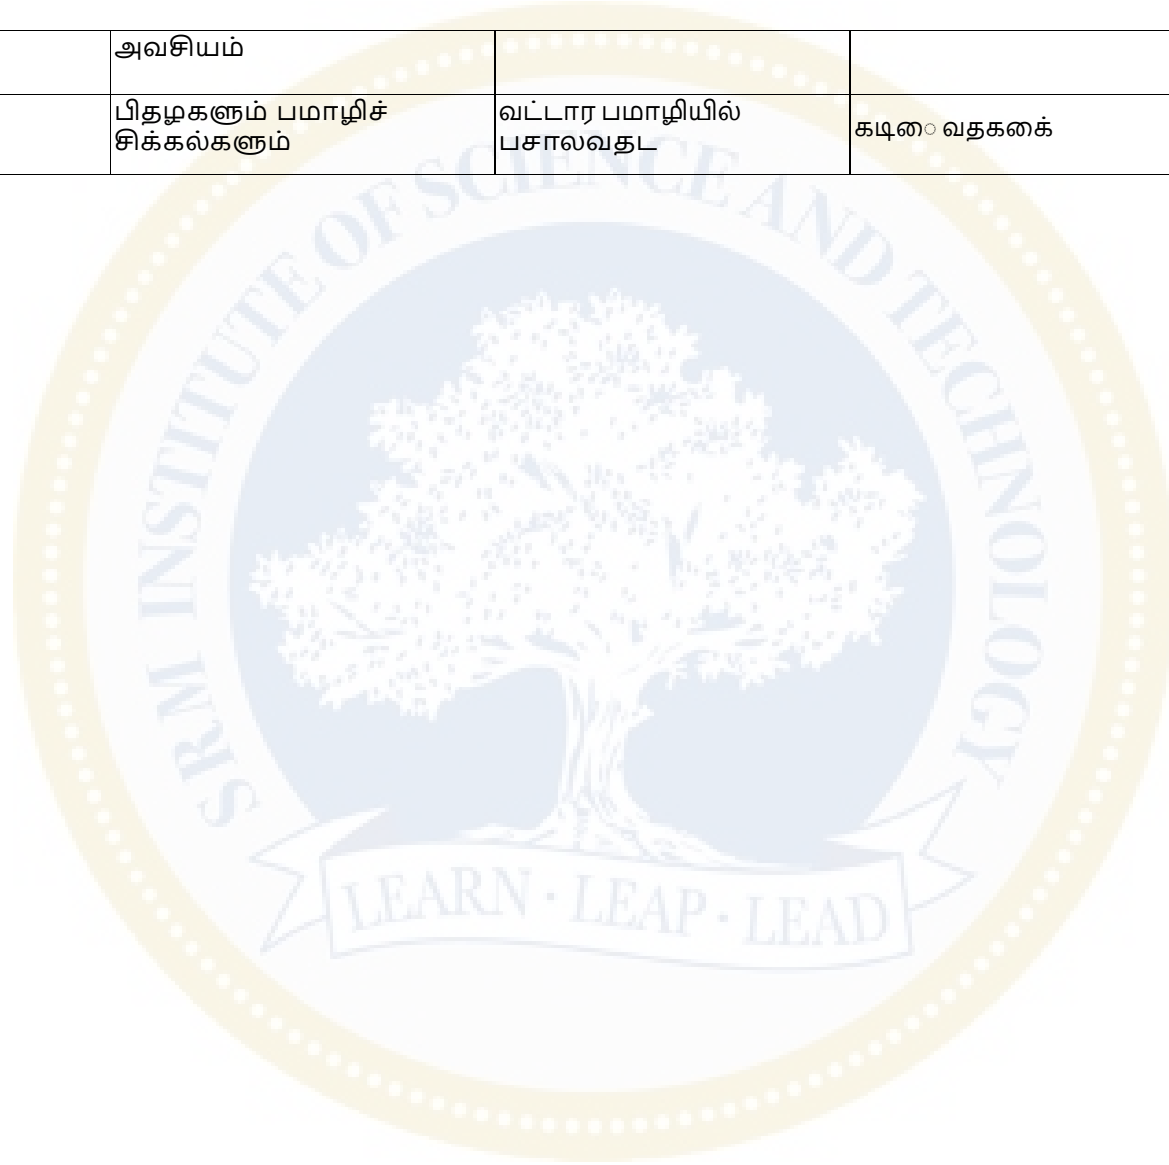 அவசியம்
பிதழகளும் பமாழிச்
சிக்கல்களும்
வட்டார பமாழியில்
பசாலவதட
கடிை வதககை்
SRM INSTITUTE OF SCIENCE AND TECHNOLOGY
LEARN · LEAP · LEAD